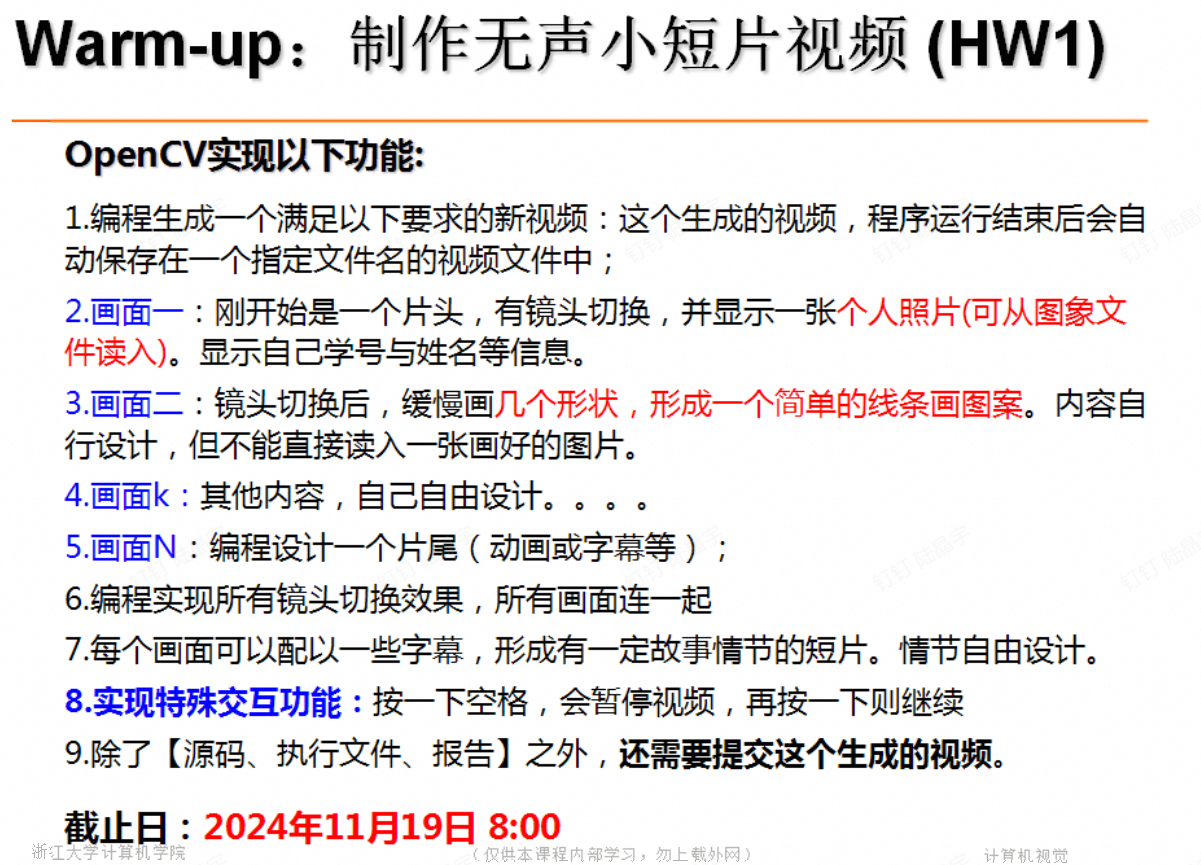 Warm-up：制作无声小短片视频 (HW1)
OpenCV实现以下功能:
1.编程生成一个满足以下要求的新视频：这个生成的视频，程序运行结束后会自
动保存在一个指定文件名的视频文件中；
2.画面一：刚开始是一个片头，有镜头切换，并显示一张个人照片(可从图象文
件读入)。显示自己学号与姓名等信息。
3.画面二：镜头切换后，缓慢画几个形状，形成一个简单的线条画图案。内容自
行设计，但不能直接读入一张画好的图片。
4.画面k：其他内容，自己自由设计。。。。
5.画面N：编程设计一个片尾（动画或字幕等）；
6.编程实现所有镜头切换效果，所有画面连一起
7.每个画面可以配以一些字幕，形成有一定故事情节的短片。情节自由设计。
8.实现特殊交互功能：按一下空格，会暂停视频，再按一下则继续
9.除了【源码、执行文件、报告】之外，还需要提交这个生成的视频。
截止日：2024年11月19日 8:00
浙江大学计算机学院
（仅供本课程内部学习，勿上载外网）
计算机视觉